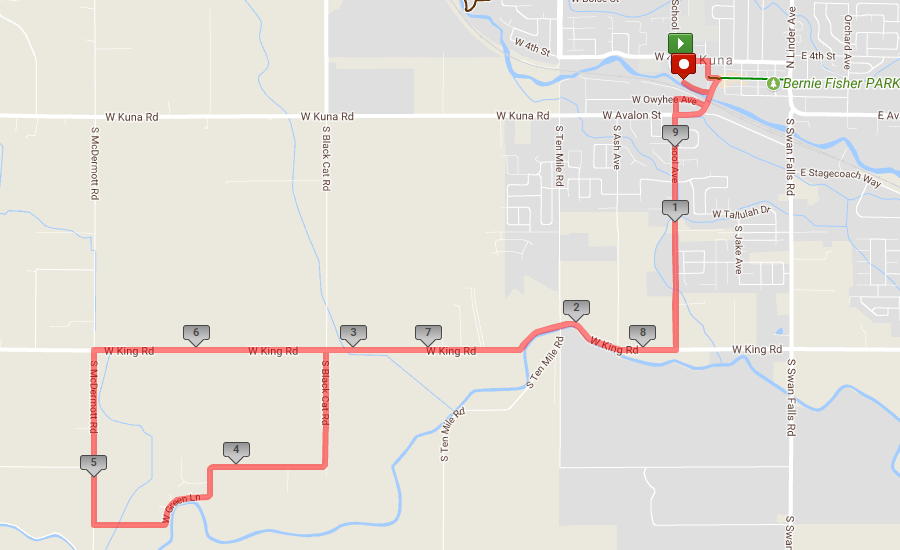 W Boise St
School
N Linder Ave
Orchard Ave
W 4th St
E 4th St
Kuna
Bernie Fisher PARK
W Owyhee Ave
W Kuna Rd
W Kuna Rd
W Kuna Rd
W Avalon St
E Av
S McDermott Rd
S Black Cat Rd
S Ten Mile Rd
S Ash Ave
9
S Swan Falls Rd
E Stagecoach Way
1
W Tallulah Dr
S Jake Ave
2
6
3
7
8
W King Rd
W King Rd
W King Rd
W King Rd
W King Rd
S McDermott Rd
S Black Cat Rd
S Ten Mile Rd
S Swan Falls Rd
S Ten Mile Rd
4
5
W Green Ln
S Swan